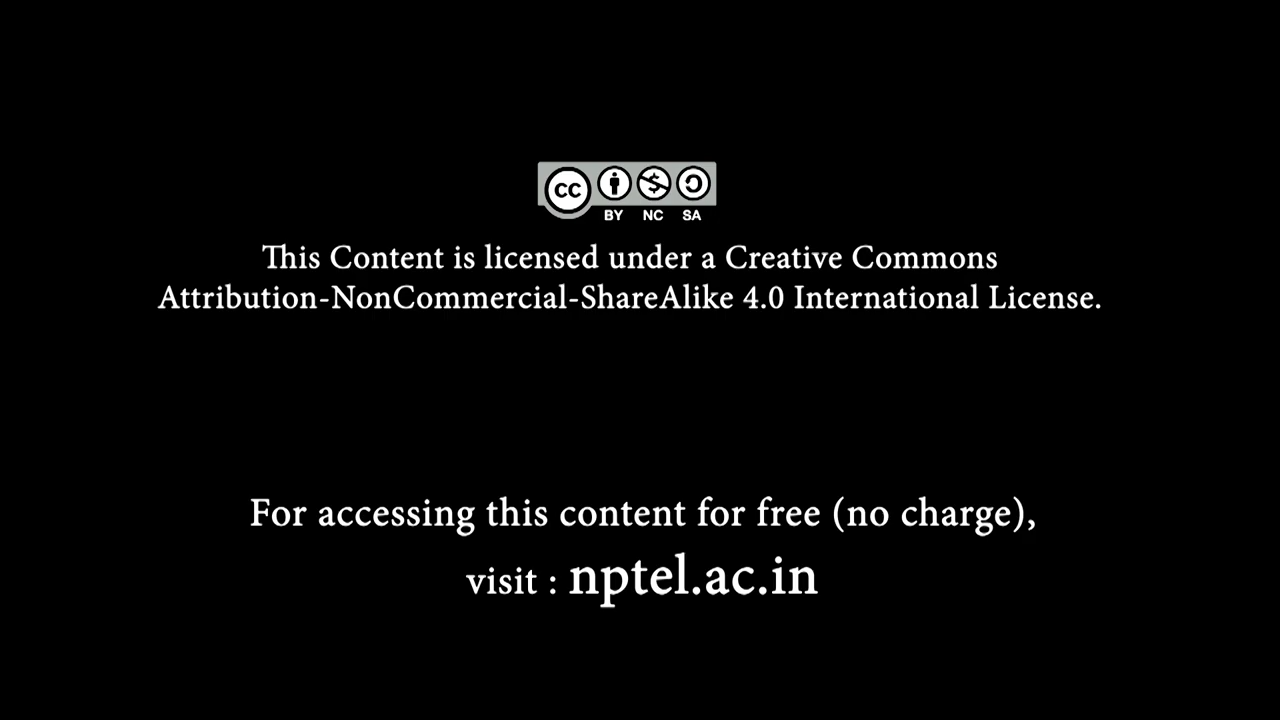 CC BY NC SA
This Content is licensed under a Creative Commons
Attribution-NonCommercial-ShareAlike 4.0 International License.
For accessing this content for free (no charge),
visit : nptel.ac.in